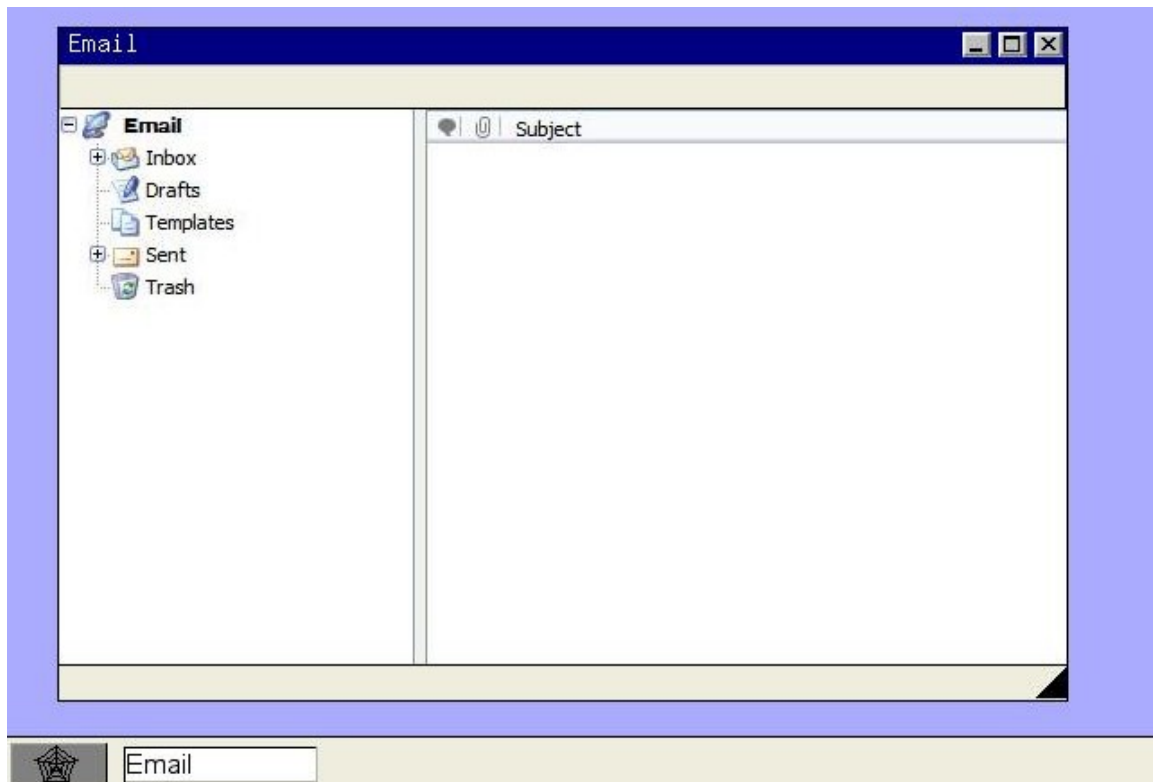 Email
Email
Subject
Inbox
Drafts
Templates
Sent
Trash
Email